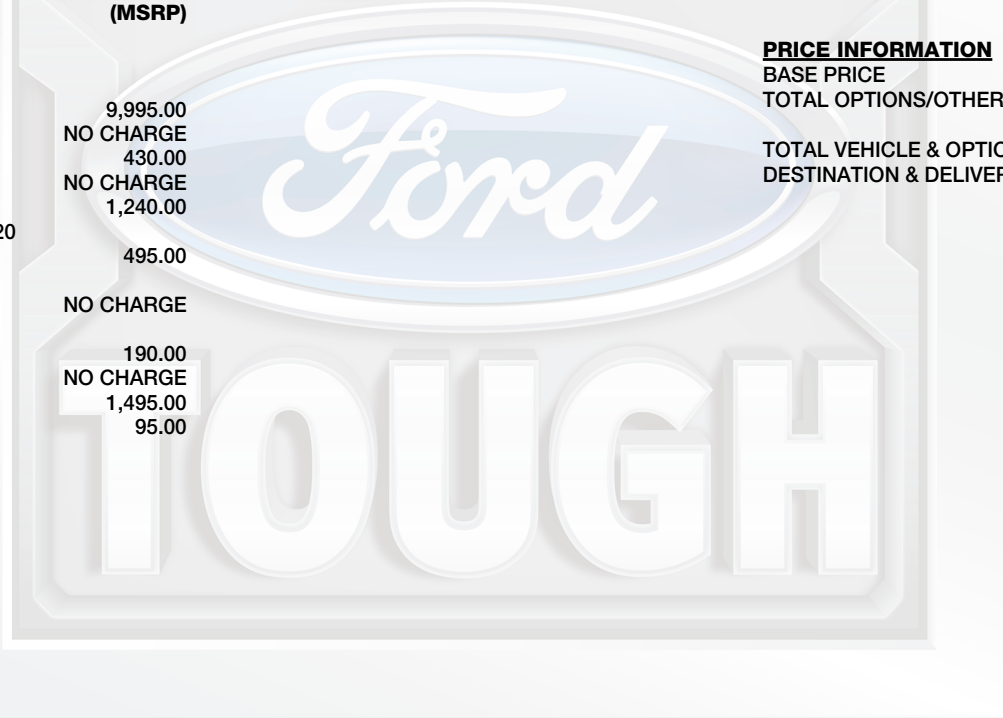 (MSRP)
9,995.00
NO CHARGE
430.00
NO CHARGE
1,240.00
20
495.00
NO CHARGE
190.00
NO CHARGE
1,495.00
95.00
PRICE INFORMATION
BASE PRICE
TOTAL OPTIONS/OTHER
TOTAL VEHICLE & OPTIO
DESTINATION & DELIVER
Ford
TOUGH